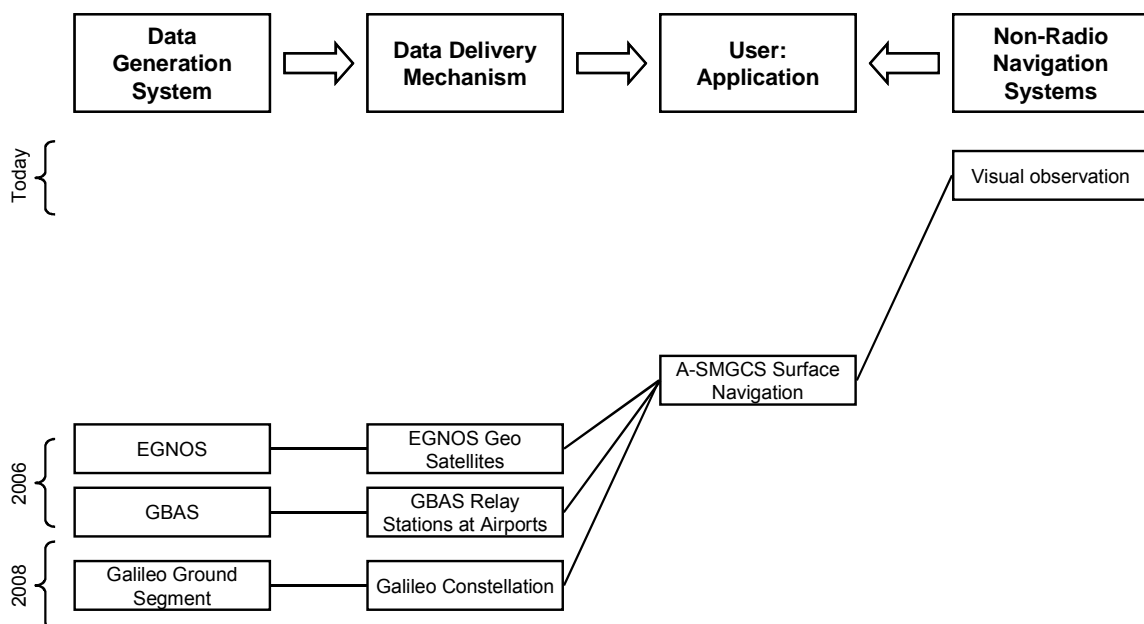 Data
Generation
System
Data Delivery
Mechanism
User:
Application
Non-Radio
Navigation
Systems
Today
Visual observation
A-SMGCS Surface
Navigation
2006
EGNOS
EGNOS Geo
Satellites
GBAS
GBAS Relay
Stations at Airports
2008
Galileo Ground
Segment
Galileo Constellation